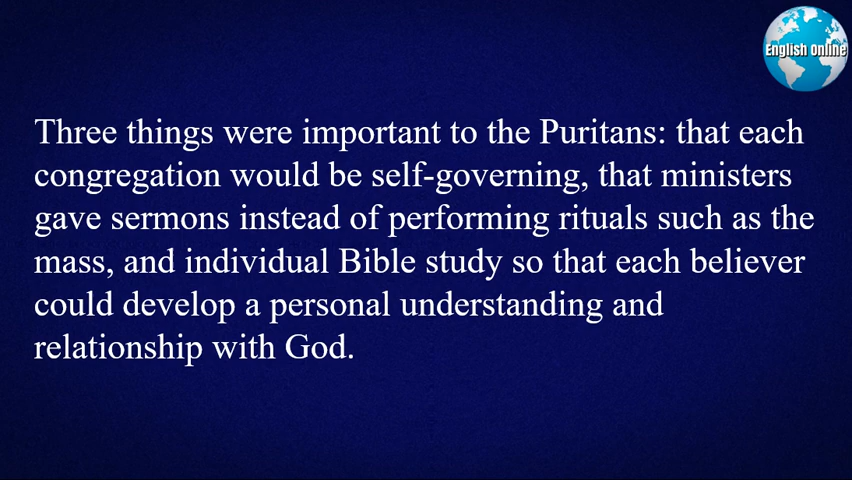 English Online
Three things were important to the Puritans: that each
congregation would be self-governing, that ministers
gave sermons instead of performing rituals such as the
mass, and individual Bible study so that each believer
could develop a personal understanding and
relationship with God.